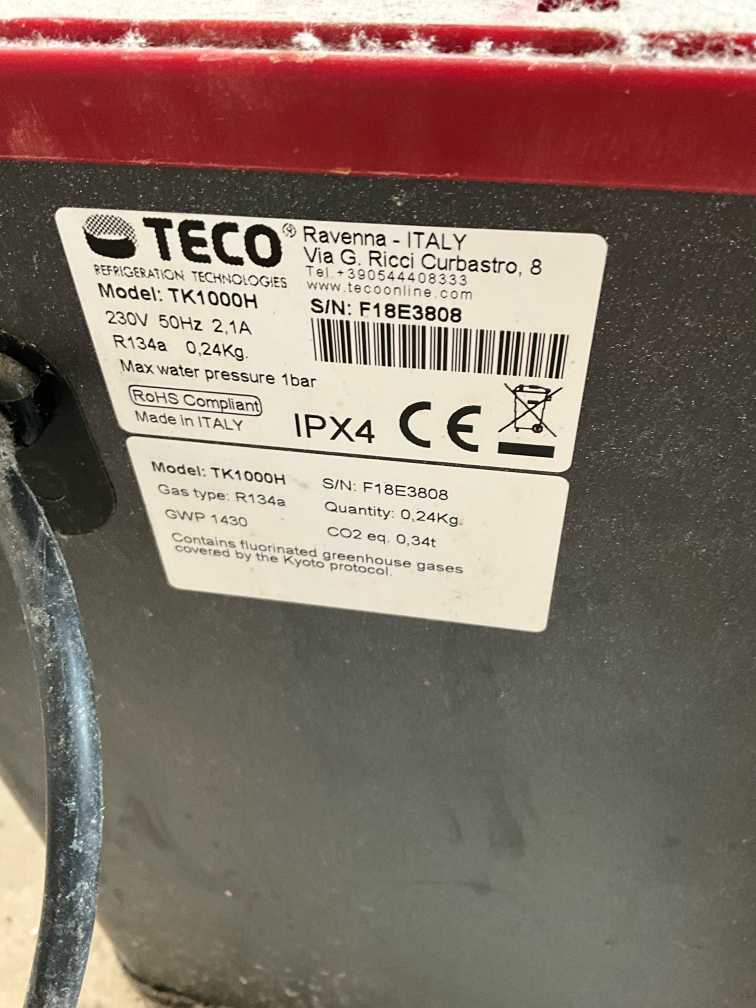 TECO® Ravenna - ITALY
Via G. Ricci Curbastro, 8
REFRIGERATION TECHNOLOGIES Tel.+390544408333
www.tecoonline.com
Model: TK1000H S/N: F18E3808
230V 50Hz 2,1A
R134a 0,24Kg.
Max water pressure 1bar
RoHS Compliant
Made in ITALY IPX4 CE
Model: TK1000H S/N: F18E3808
Gas type: R134a Quantity: 0,24Kg.
GWP 1430 CO2 eq. 0,34t
Contains fluorinated greenhouse gases
covered by the Kyoto protocol.